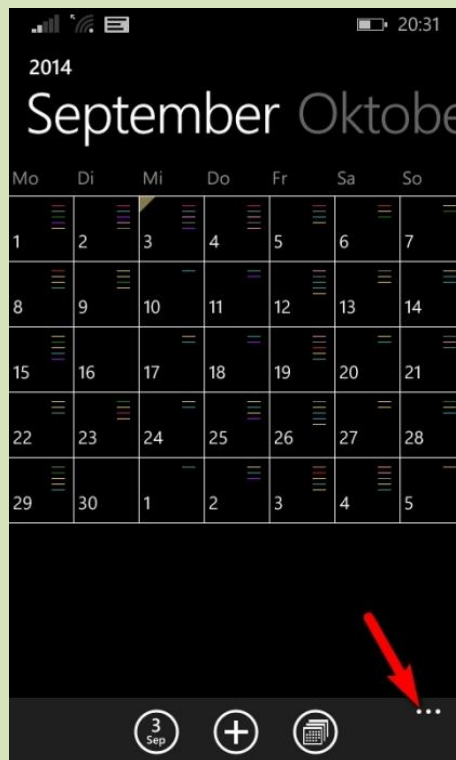 20:31
2014
September Oktobe
Mo Di Mi Do Fr Sa So
1 2 3 4 5 6 7
8 9 10 11 12 13 14
15 16 17 18 19 20 21
22 23 24 25 26 27 28
29 30 1 2 3 4 5
3
Sep